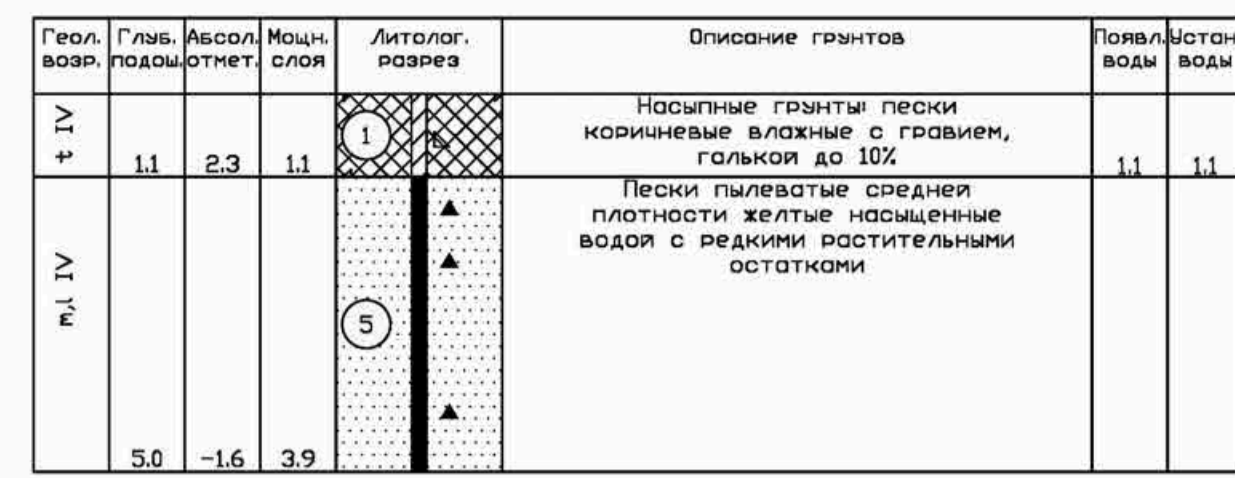 Геол. возр. Глуб. подош. Абсол. отмет. Мощн. слоя Литолог. разрез Описание грунтов Появл. воды Устан воды
t IV 1.1 2.3 1.1 1
Насыпные грунты: пески
коричневые влажные с гравием,
галькой до 10%
1.1 1.1
m,l IV 5.0 -1.6 3.9 5
Пески пылеватые средней
плотности желтые насыщенные
водой с редкими растительными
остатками